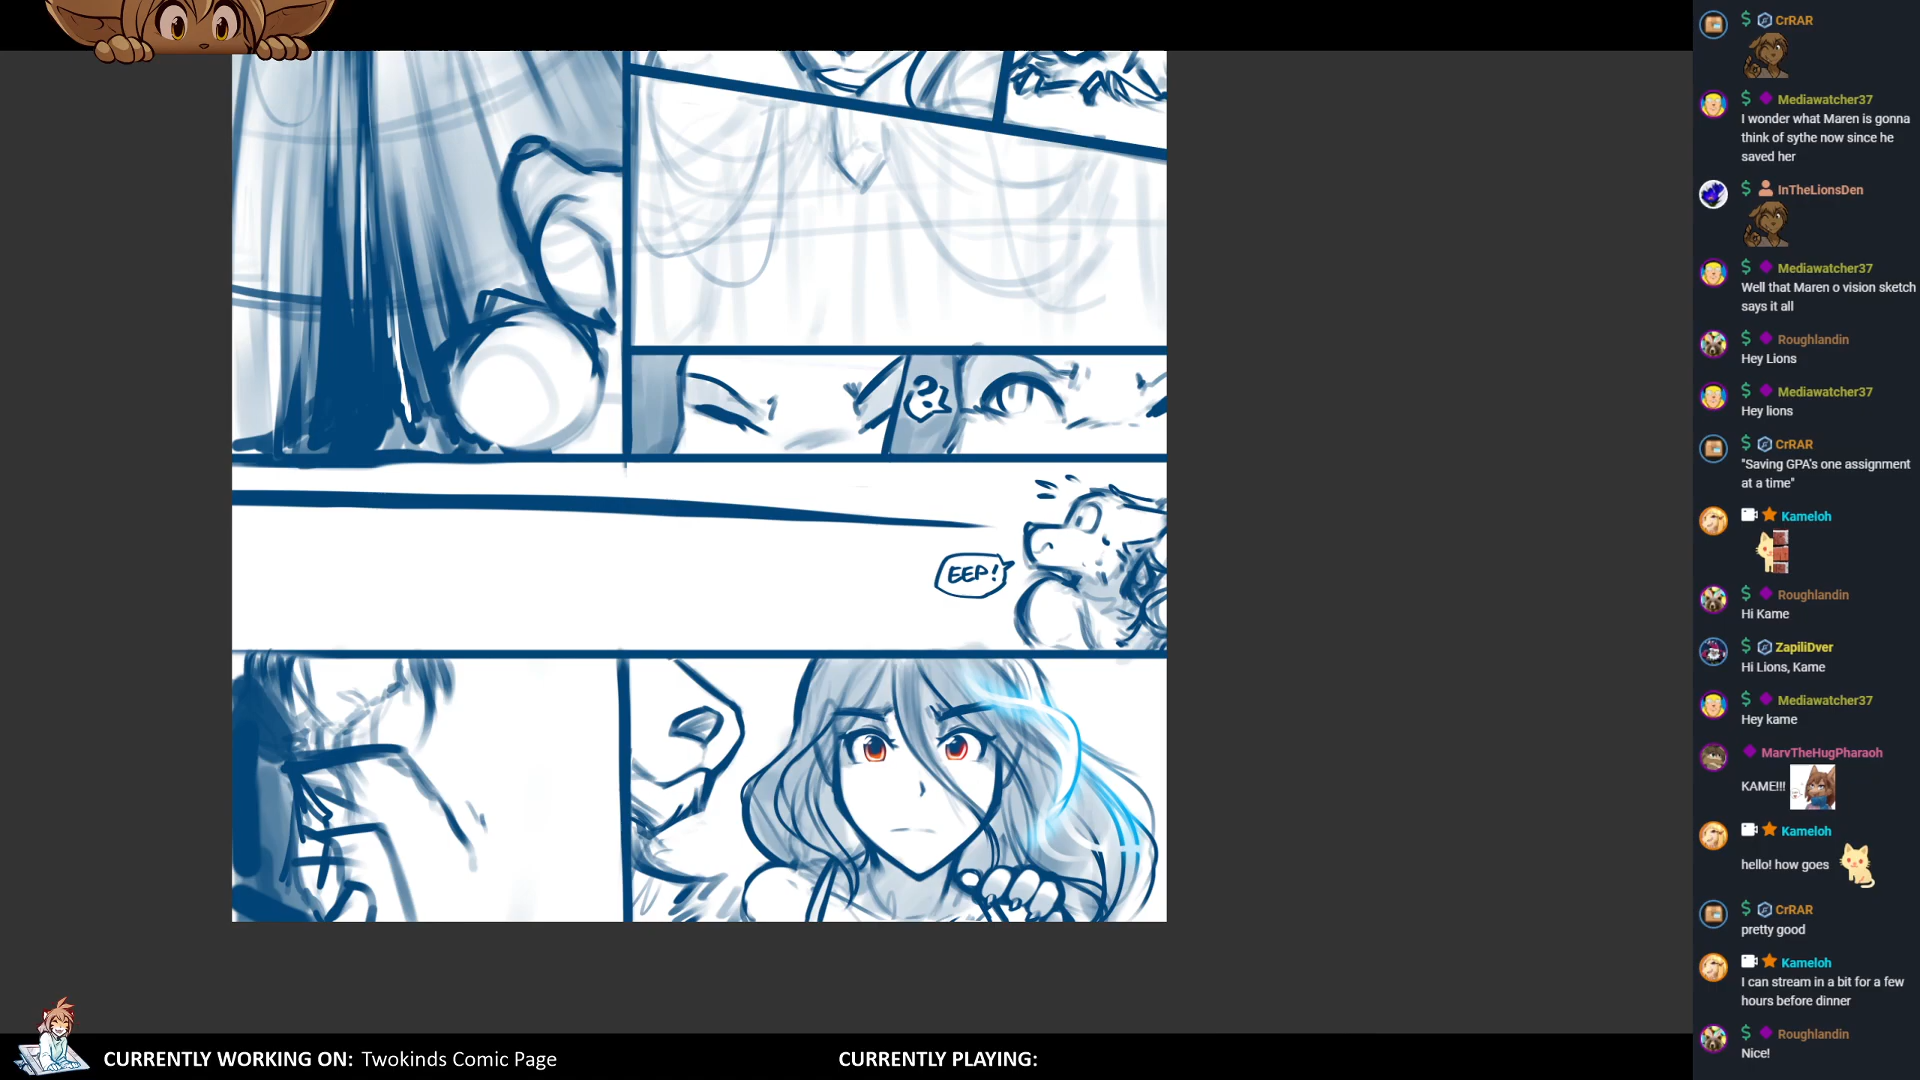 ?
EEP!
CURRENTLY WORKING ON: Twokinds Comic Page
CURRENTLY PLAYING:
CrRAR
Mediawatcher37
I wonder what Maren is gonna
think of sythe now since he
saved her
InTheLionsDen
Mediawatcher37
Well that Maren o vision sketch
says it all
Roughlandin
Hey Lions
Mediawatcher37
Hey lions
CrRAR
"Saving GPA's one assignment
at a time"
Kameloh
Roughlandin
Hi Kame
ZapiliDver
Hi Lions, Kame
Mediawatcher37
Hey kame
MarvTheHugPharaoh
KAME!!!
Kameloh
hello! how goes
CrRAR
pretty good
Kameloh
I can stream in a bit for a few
hours before dinner
Roughlandin
Nice!